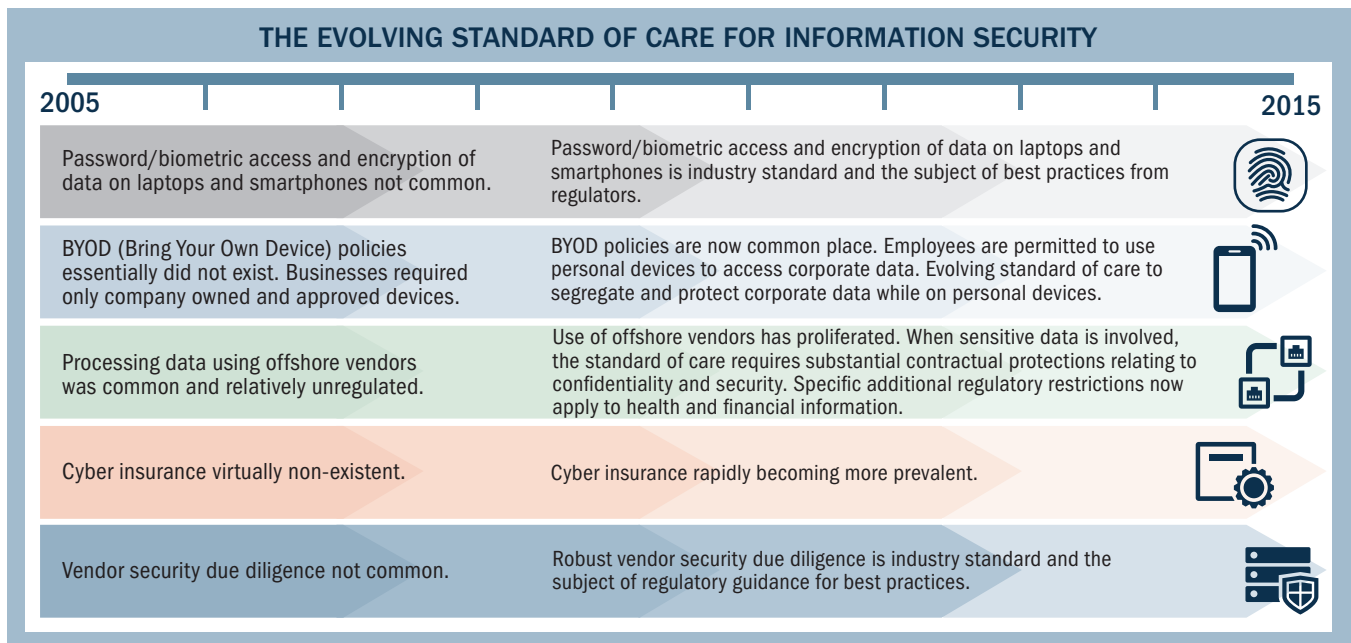 THE EVOLVING STANDARD OF CARE FOR INFORMATION SECURITY
2005
2015
Password/biometric access and encryption of
data on laptops and smartphones not common.
Password/biometric access and encryption of data on laptops and
smartphones is industry standard and the subject of best practices from
regulators.
BYOD (Bring Your Own Device) policies
essentially did not exist. Businesses required
only company owned and approved devices.
BYOD policies are now common place. Employees are permitted to use
personal devices to access corporate data. Evolving standard of care to
segregate and protect corporate data while on personal devices.
Processing data using offshore vendors
was common and relatively unregulated.
Use of offshore vendors has proliferated. When sensitive data is involved,
the standard of care requires substantial contractual protections relating to
confidentiality and security. Specific additional regulatory restrictions now
apply to health and financial information.
Cyber insurance virtually non-existent.
Cyber insurance rapidly becoming more prevalent.
Vendor security due diligence not common.
Robust vendor security due diligence is industry standard and the
subject of regulatory guidance for best practices.